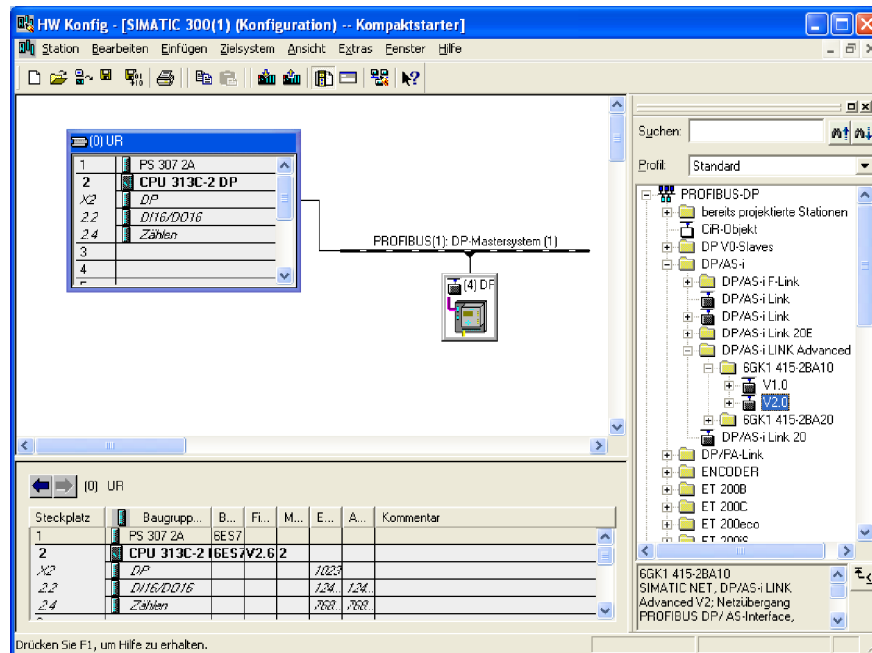 HW Konfig - [SIMATIC 300(1) (Konfiguration) -- Kompaktstarter]
Station Bearbeiten Einfügen Zielsystem Ansicht Extras Fenster Hilfe
(0) UR
1 PS 307 2A
2 CPU 313C-2 DP
X2 DP
2.2 DI16/DO16
2.4 Zählen
3
4
PROFIBUS(1): DP-Mastersystem (1)
(4) DP
Suchen:
Profil: Standard
PROFIBUS-DP
bereits projektierte Stationen
CiR-Objekt
DP V0-Slaves
DP/AS-i
DP/AS-i F-Link
DP/AS-i Link
DP/AS-i Link
DP/AS-i Link 20E
DP/AS-i LINK Advanced
6GK1 415-2BA10
V1.0
V2.0
6GK1 415-2BA20
DP/AS-i Link 20
DP/PA-Link
ENCODER
ET 200B
ET 200C
ET 200eco
ET 200iS
6GK1 415-2BA10
SIMATIC NET, DP/AS-i LINK
Advanced V2; Netzübergang
PROFIBUS DP/ AS-Interface,
(0) UR
Steckplatz Baugrupp... B... Fi... M... E... A... Kommentar
1 PS 307 2A 6ES7
2 CPU 313C-2 6ES7 V2.6 2
X2 DP 1023
2.2 DI16/DO16 124... 124...
2.4 Zählen 768... 768...
Drücken Sie F1, um Hilfe zu erhalten.